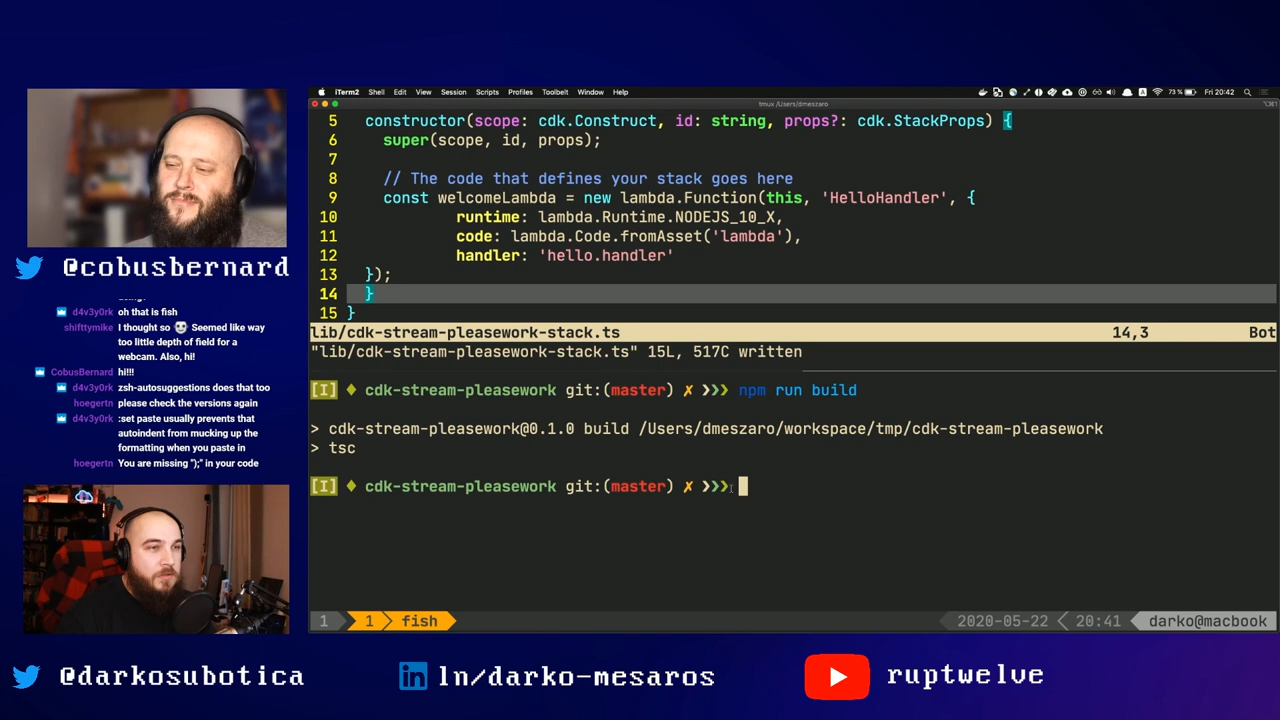 @cobusbernard
d4v3y0rk oh that is fish
shifttymike I thought so Seemed like way
too little depth of field for a
webcam. Also, hi!
CobusBernard hi!!!
d4v3y0rk zsh-autosuggestions does that too
hoegertn please check the versions again
d4v3y0rk :set paste usually prevents that
autoindent from mucking up the
formatting when you paste in
hoegertn You are missing "};" in your code
iTerm2 Shell Edit View Session Scripts Profiles Toolbelt Window Help 73 % Fri 20:42
tmux /Users/dmeszaro
5 constructor(scope: cdk.Construct, id: string, props?: cdk.StackProps) {
6 super(scope, id, props);
7
8 // The code that defines your stack goes here
9 const welcomeLambda = new lambda.Function(this, 'HelloHandler', {
10 runtime: lambda.Runtime.NODEJS_10_X,
11 code: lambda.Code.fromAsset('lambda'),
12 handler: 'hello.handler'
13 });
14 }
15 }
lib/cdk-stream-pleasework-stack.ts 14,3 Bot
"lib/cdk-stream-pleasework-stack.ts" 15L, 517C written
[I] ♦ cdk-stream-pleasework git:(master) ✗ ❯❯❯ npm run build
> cdk-stream-pleasework@0.1.0 build /Users/dmeszaro/workspace/tmp/cdk-stream-pleasework
> tsc
[I] ♦ cdk-stream-pleasework git:(master) ✗ ❯❯❯
1 1 fish 2020-05-22 20:41 darko@macbook
@darkosubotica ln/darko-mesaros ruptwelve